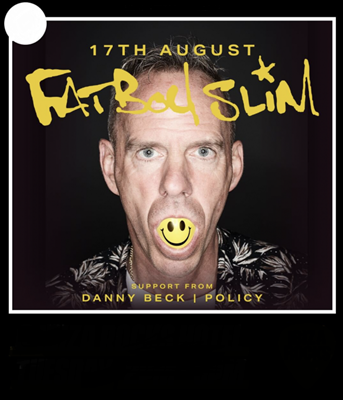 17TH AUGUST
FATBOY SLIM
SUPPORT FROM
DANNY BECK | POLICY